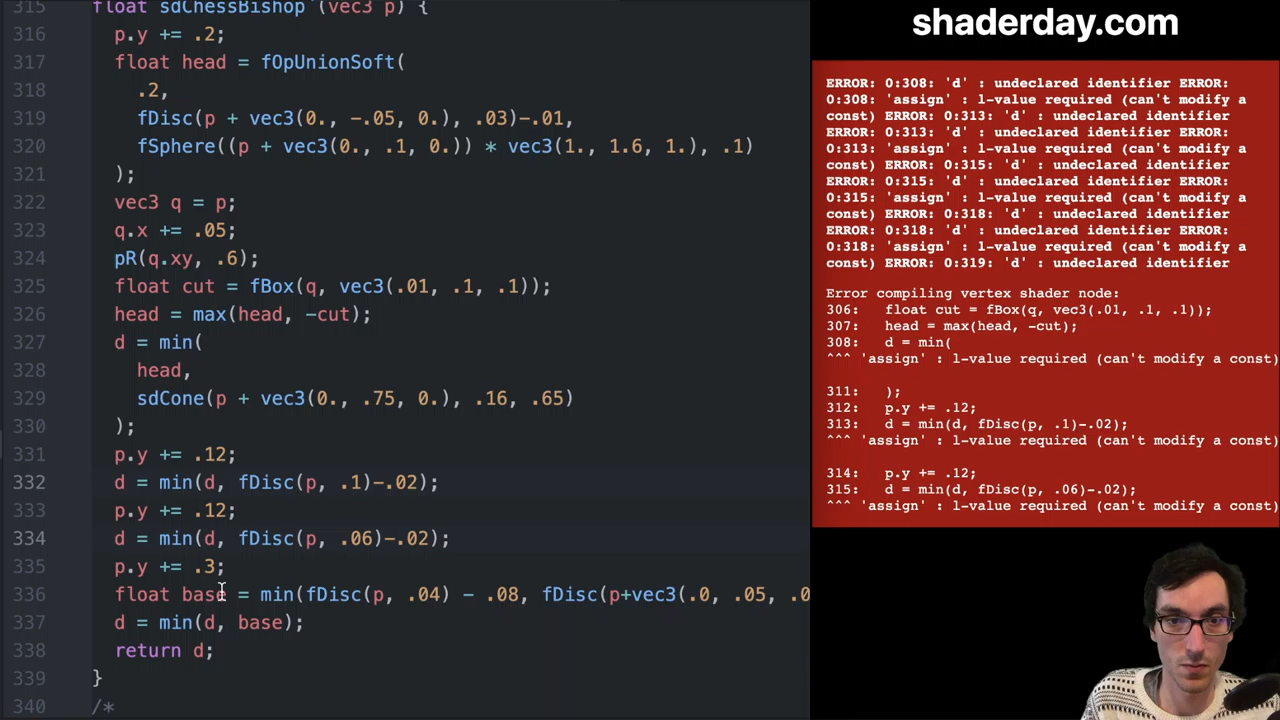 315 float sdChessBishop (vec3 p) {
316 p.y += .2;
317 float head = fOpUnionSoft(
318 .2,
319 fDisc(p + vec3(0., -.05, 0.), .03)-.01,
320 fSphere((p + vec3(0., .1, 0.)) * vec3(1., 1.6, 1.), .1)
321 );
322 vec3 q = p;
323 q.x += .05;
324 pR(q.xy, .6);
325 float cut = fBox(q, vec3(.01, .1, .1));
326 head = max(head, -cut);
327 d = min(
328 head,
329 sdCone(p + vec3(0., .75, 0.), .16, .65)
330 );
331 p.y += .12;
332 d = min(d, fDisc(p, .1)-.02);
333 p.y += .12;
334 d = min(d, fDisc(p, .06)-.02);
335 p.y += .3;
336 float base = min(fDisc(p, .04) - .08, fDisc(p+vec3(.0, .05, .0
337 d = min(d, base);
338 return d;
339 }
340 /*
shaderday.com
ERROR: 0:308: 'd' : undeclared identifier ERROR:
0:308: 'assign' : l-value required (can't modify a
const) ERROR: 0:313: 'd' : undeclared identifier
ERROR: 0:313: 'assign' : l-value required (can't modify a
const) ERROR: 0:315: 'd' : undeclared identifier
ERROR: 0:315: 'assign' : l-value required (can't modify a
const) ERROR: 0:318: 'd' : undeclared identifier
ERROR: 0:318: 'd' : undeclared identifier ERROR:
0:318: 'assign' : l-value required (can't modify a
const) ERROR: 0:319: 'd' : undeclared identifier
Error compiling vertex shader node:
306: float cut = fBox(q, vec3(.01, .1, .1));
307: head = max(head, -cut);
308: d = min(
^^^ 'assign' : l-value required (can't modify a const)
311: );
312: p.y += .12;
313: d = min(d, fDisc(p, .1)-.02);
^^^ 'assign' : l-value required (can't modify a const)
314: p.y += .12;
315: d = min(d, fDisc(p, .06)-.02);
^^^ 'assign' : l-value required (can't modify a const)